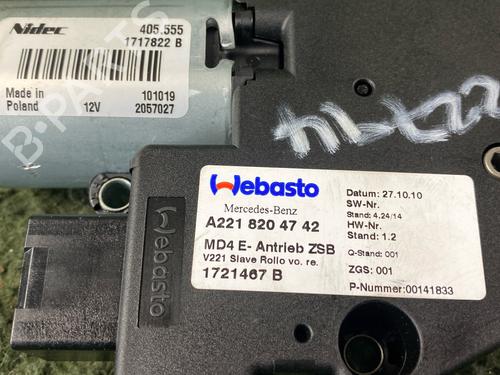 Nidec
405.555
1717822 B
Made in
Poland
12V
101019
2057027
B-PARTS
Webasto
Mercedes-Benz
A221 820 47 42
MD4 E- Antrieb ZSB
V221 Slave Rollo vo. re.
1721467 B
Datum: 27.10.10
SW-Nr.
Stand: 4.24/14
HW-Nr.
Stand: 1.2
Q-Stand: 001
ZGS: 001
P-Nummer:00141833
Webasto